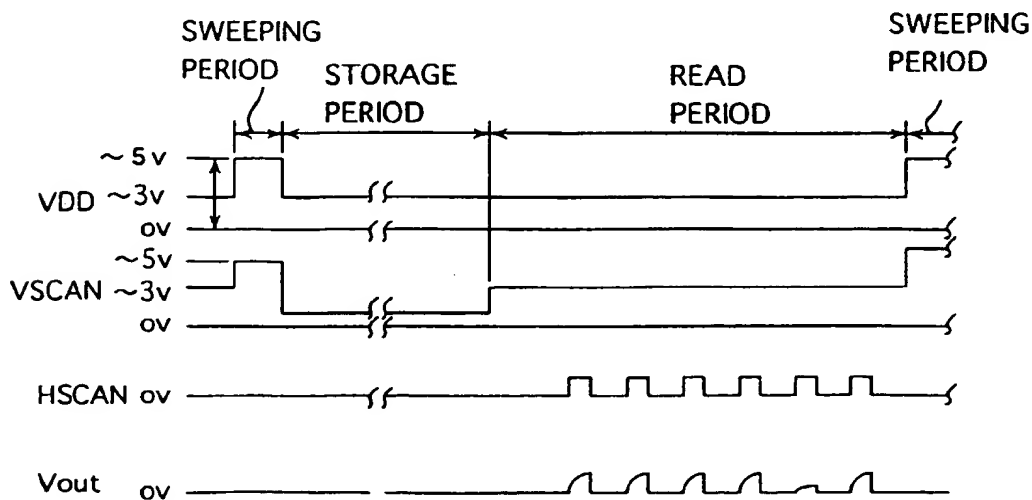 SWEEPING
PERIOD
STORAGE
PERIOD
READ
PERIOD
SWEEPING
PERIOD
~5v
VDD ~3v
ov
~5v
VSCAN ~3v
ov
HSCAN ov
Vout ov